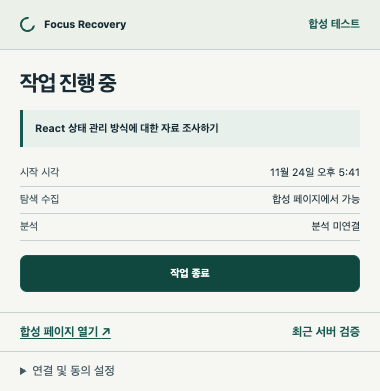 Focus Recovery
합성 테스트
작업 진행 중
React 상태 관리 방식에 대한 자료 조사하기
시작 시각
11월 24일 오후 5:41
탐색 수집
합성 페이지에서 가능
분석
분석 미연결
작업 종료
합성 페이지 열기 ↗
최근 서버 검증
▶ 연결 및 동의 설정